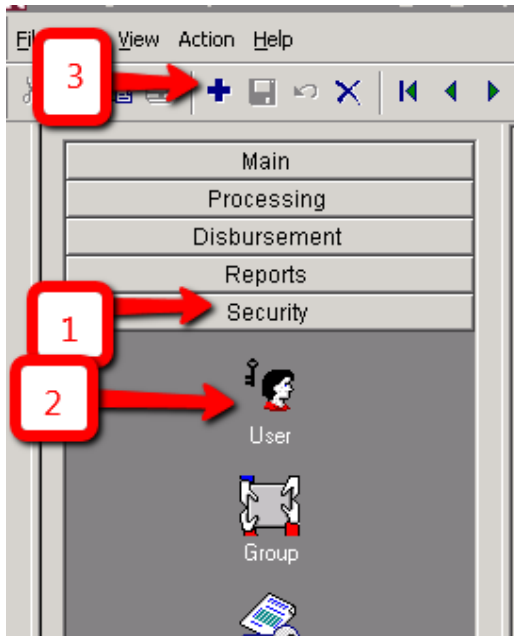 View Action Help
3
Main
Processing
Disbursement
Reports
1
Security
2
User
Group